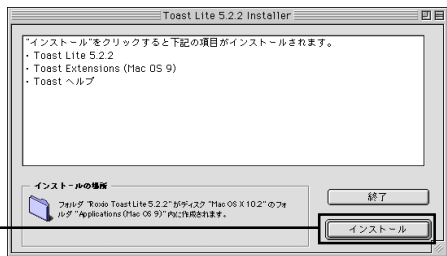 Toast Lite 5.2.2 Installer
"インストール"をクリックすると下記の項目がインストールされます。
・Toast Lite 5.2.2
・Toast Extensions (Mac OS 9)
・Toast ヘルプ
インストールの場所
フォルダ "Roxio Toast Lite 5.2.2" がディスク "Mac OS X 10.2" のフォ
ルダ "Applications (Mac OS 9)" 内に作成されます。
終了
インストール